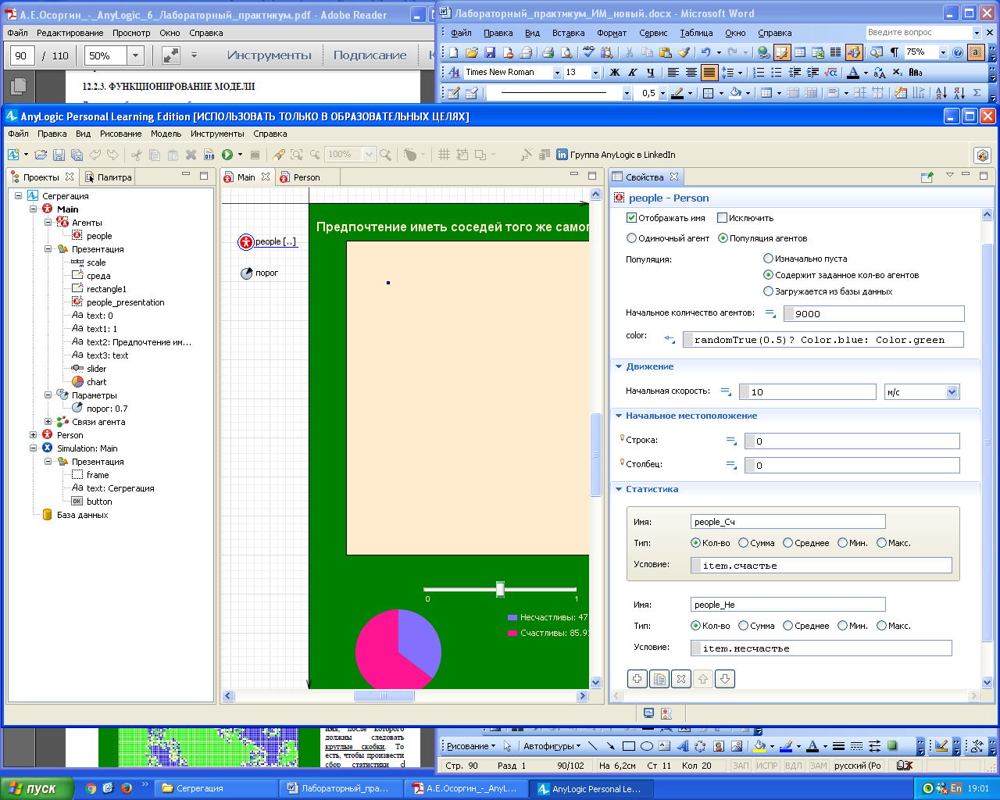 А.Е.Осоргин_-_AnyLogic_6_Лабораторный_практикум.pdf - Adobe Reader
Файл Редактирование Просмотр Окно Справка
90 / 110 50% Инструменты Подписание
12.2.3. ФУНКЦИОНИРОВАНИЕ МОДЕЛИ
Лабораторный_практикум_ИМ_новый.docx - Microsoft Word
Файл Правка Вид Вставка Формат Сервис Таблица Окно Справка Введите вопрос
75%
Times New Roman 13 Ж К Ч
0,5
AnyLogic Personal Learning Edition [ИСПОЛЬЗОВАТЬ ТОЛЬКО В ОБРАЗОВАТЕЛЬНЫХ ЦЕЛЯХ]
Файл Правка Вид Рисование Модель Инструменты Справка
100% Группа AnyLogic в LinkedIn
Проекты Палитра
Сегрегация
Main
Агенты
people
Презентация
scale
среда
rectangle1
people_presentation
text: 0
text1: 1
text2: Предпочтение им...
text3: text
slider
chart
Параметры
порог: 0.7
Связи агента
Person
Simulation: Main
Презентация
frame
text: Сегрегация
button
База данных
Main Person
Предпочтение иметь соседей того же самог
people [..]
порог
0 1
Несчастливы: 47
Счастливы: 85.9
Свойства
people - Person
Отображать имя Исключить
Одиночный агент Популяция агентов
Популяция: Изначально пуста
Содержит заданное кол-во агентов
Загружается из базы данных
Начальное количество агентов: 9000
color: randomTrue(0.5)? Color.blue: Color.green
Движение
Начальная скорость: 10 м/с
Начальное местоположение
Строка: 0
Столбец: 0
Статистика
Имя: people_Сч
Тип: Кол-во Сумма Среднее Мин. Макс.
Условие: item.счастье
Имя: people_Не
Тип: Кол-во Сумма Среднее Мин. Макс.
Условие: item.несчастье
имя, после которого
должны следовать
круглые скобки. То
есть, чтобы произвести
сбор статистики с
Рисование Автофигуры
Стр. 90 Разд 1 90/102 На 6,2см Ст 11 Кол 20 ЗАП ИСПР ВДЛ ЗАМ русский (Ро
пуск Сегрегация Лабораторный_пра... А.Е.Осоргин_-_AnyL... AnyLogic Personal Le... En 19:01